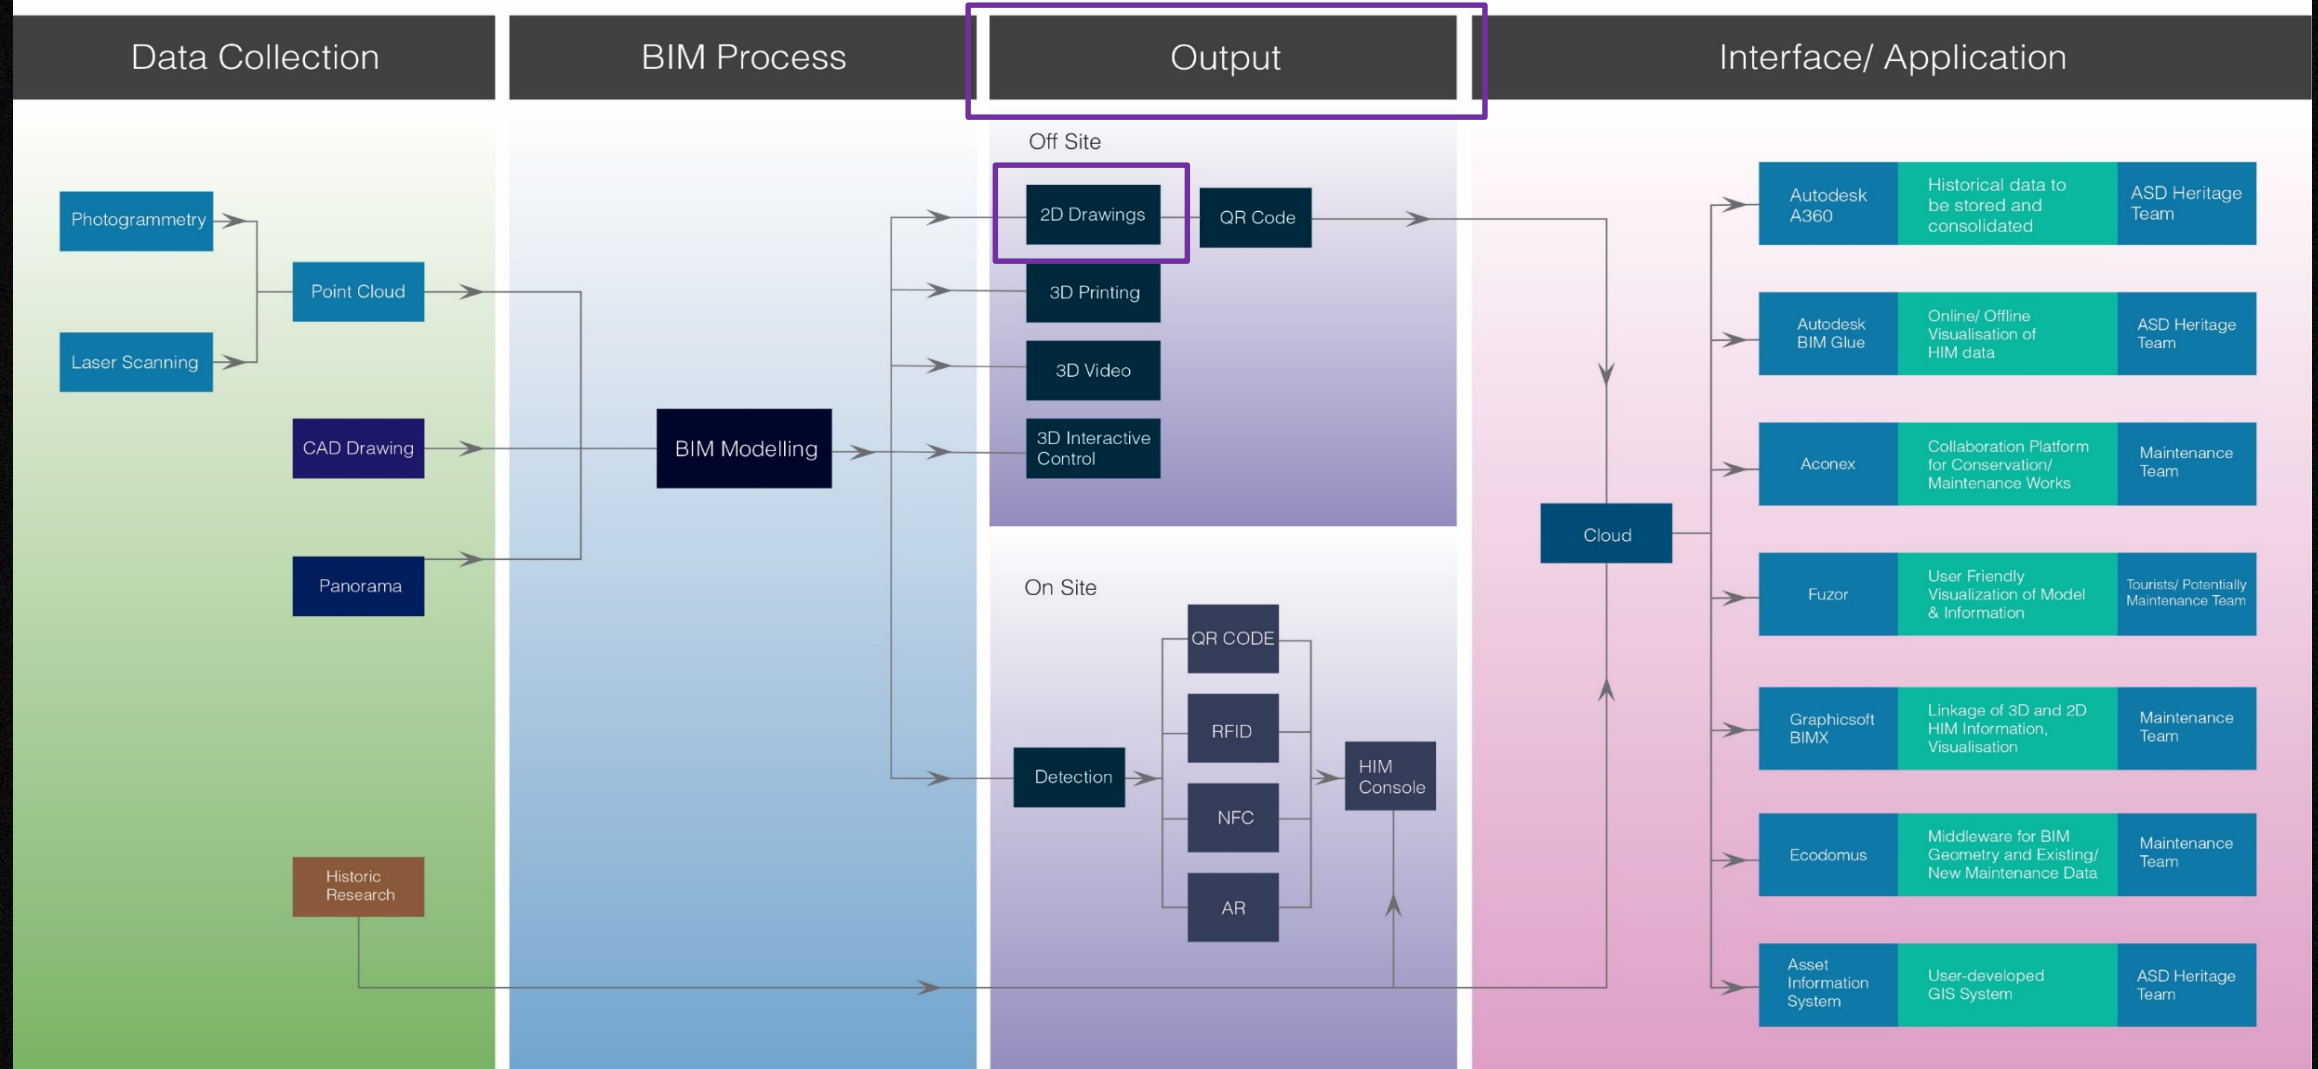 Data Collection
BIM Process
Output
Interface/ Application
Photogrammetry
Laser Scanning
Point Cloud
CAD Drawing
Panorama
Historic
Research
BIM Modelling
Off Site
2D Drawings
QR Code
3D Printing
3D Video
3D Interactive
Control
On Site
Detection
QR CODE
RFID
NFC
AR
HIM
Console
Cloud
Autodesk
A360
Historical data to
be stored and
consolidated
ASD Heritage
Team
Autodesk
BIM Glue
Online/ Offline
Visualisation of
HIM data
ASD Heritage
Team
Aconex
Collaboration Platform
for Conservation/
Maintenance Works
Maintenance
Team
Fuzor
User Friendly
Visualization of Model
& Information
Tourists/ Potentially
Maintenance Team
Graphicsoft
BIMX
Linkage of 3D and 2D
HIM Information,
Visualisation
Maintenance
Team
Ecodomus
Middleware for BIM
Geometry and Existing/
New Maintenance Data
Maintenance
Team
Asset
Information
System
User-developed
GIS System
ASD Heritage
Team